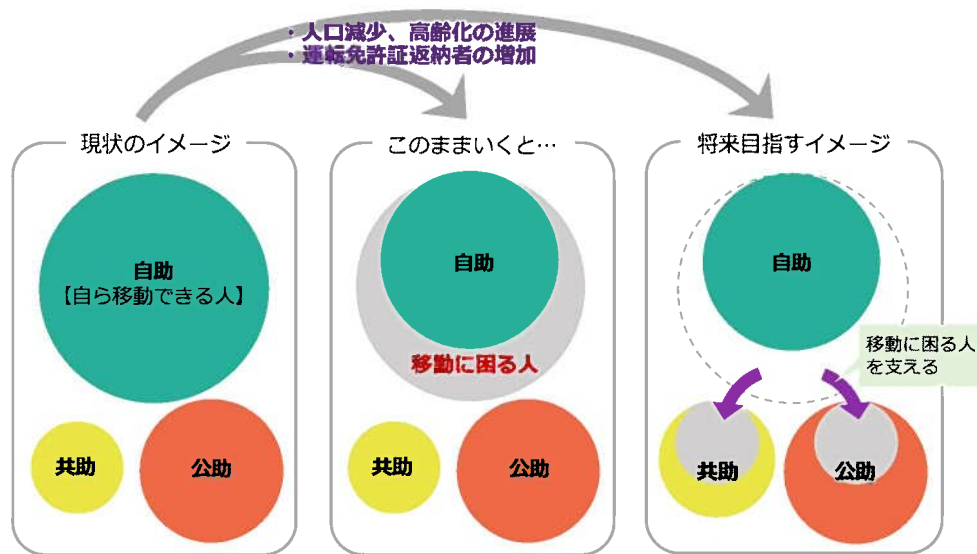 ・人口減少、高齢化の進展
・運転免許証返納者の増加
現状のイメージ
自助
【自ら移動できる人】
共助
公助
このままいくと…
自助
移動に困る人
共助
公助
将来目指すイメージ
自助
移動に困る人
を支える
共助
公助